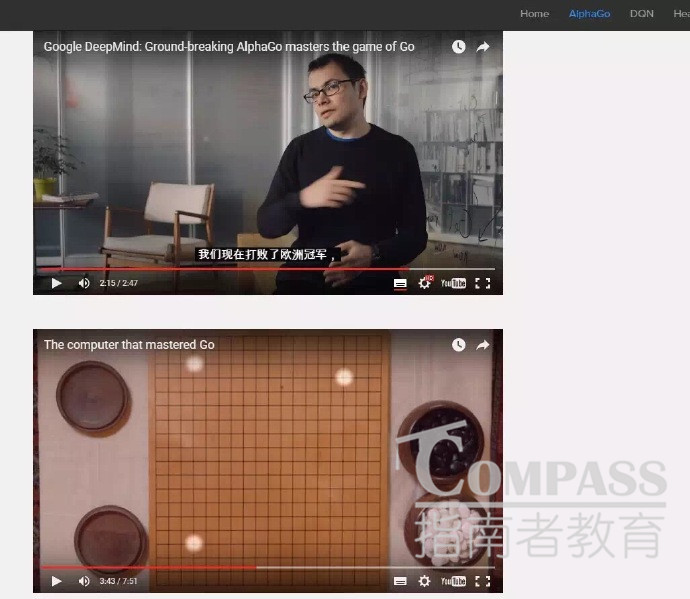 Home AlphaGo DQN Hea
Google DeepMind: Ground-breaking AlphaGo masters the game of Go
我们现在打败了欧洲冠军，
2:15 / 2:47
HD
YouTube
The computer that mastered Go
COMPASS
指南者教育
3:43 / 7:51
YouTube